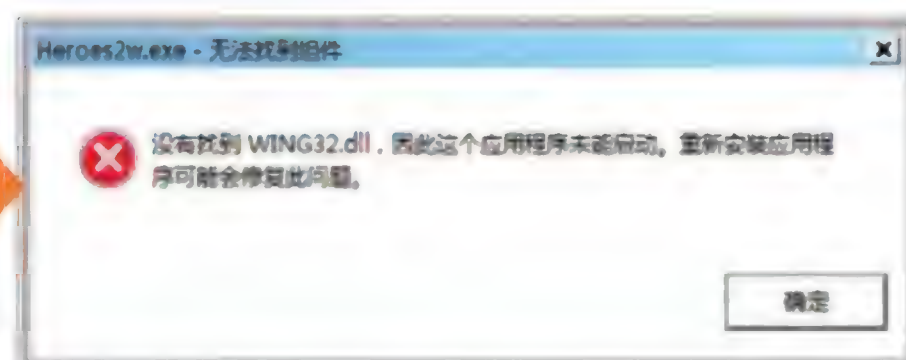 Heroes2w.exe - 无法找到组件
没有找到 WING32.dll，因此这个应用程序未能启动。重新安装应用程
序可能会修复此问题。
确定